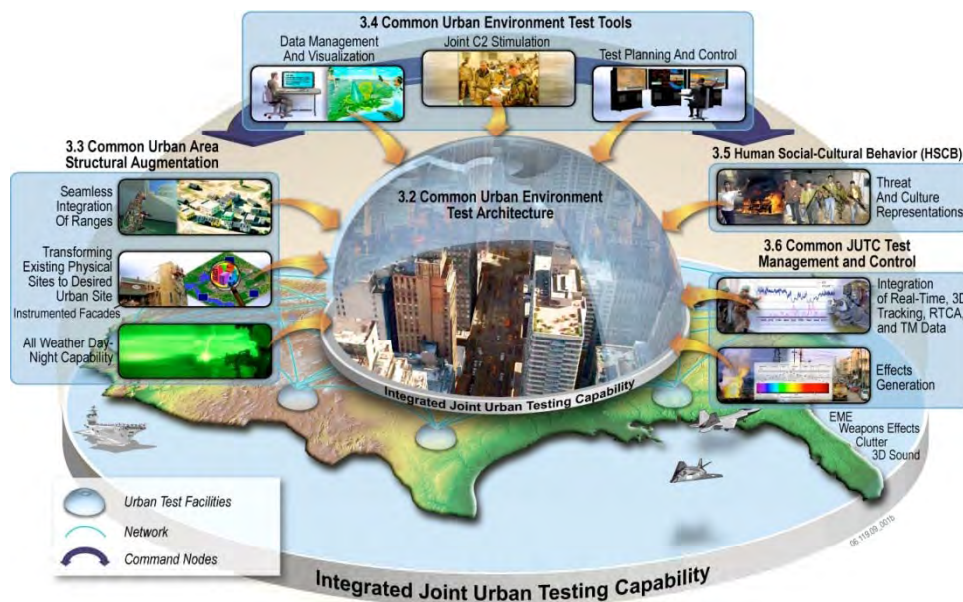 3.4 Common Urban Environment Test Tools
Data Management
And Visualization
Joint C2 Stimulation
Test Planning And Control
3.3 Common Urban Area
Structural Augmentation
Seamless
Integration
Of Ranges
Transforming
Existing Physical
Sites to Desired
Urban Site
Instrumented Facades
All Weather Day-
Night Capability
3.2 Common Urban Environment
Test Architecture
3.5 Human Social-Cultural Behavior (HSCB)
Threat
And Culture
Representations
3.6 Common JUTC Test
Management and Control
Integration
of Real-Time, 3D
Tracking, RTCA,
and TM Data
Effects
Generation
EME
Weapons Effects
Clutter
3D Sound
Integrated Joint Urban Testing Capability
Urban Test Facilities
Network
Command Nodes
06 119.09_001b
Integrated Joint Urban Testing Capability